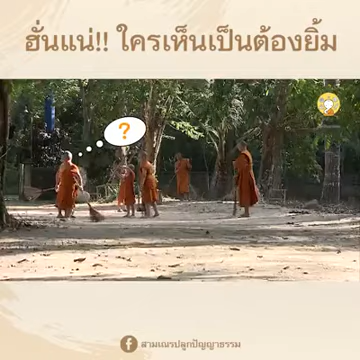 ฮั่นแน่!! ใครเห็นเป็นต้องยิ้ม
?
สามเณรปลูกปัญญาธรรม